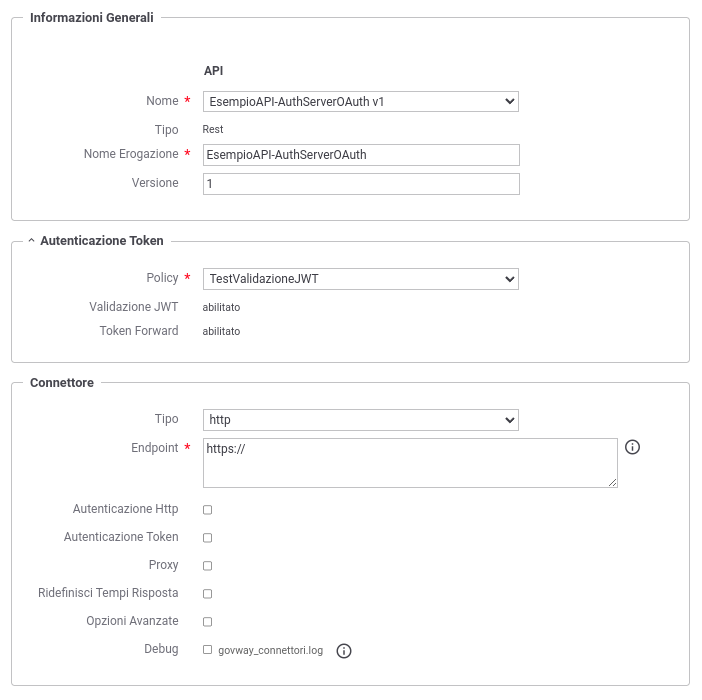 Informazioni Generali
API
Nome * EsempioAPI-AuthServerOAuth v1
Tipo Rest
Nome Erogazione * EsempioAPI-AuthServerOAuth
Versione 1
Autenticazione Token
Policy * TestValidazioneJWT
Validazione JWT abilitato
Token Forward abilitato
Connettore
Tipo http
Endpoint * https://
Autenticazione Http
Autenticazione Token
Proxy
Ridefinisci Tempi Risposta
Opzioni Avanzate
Debug govway_connettori.log